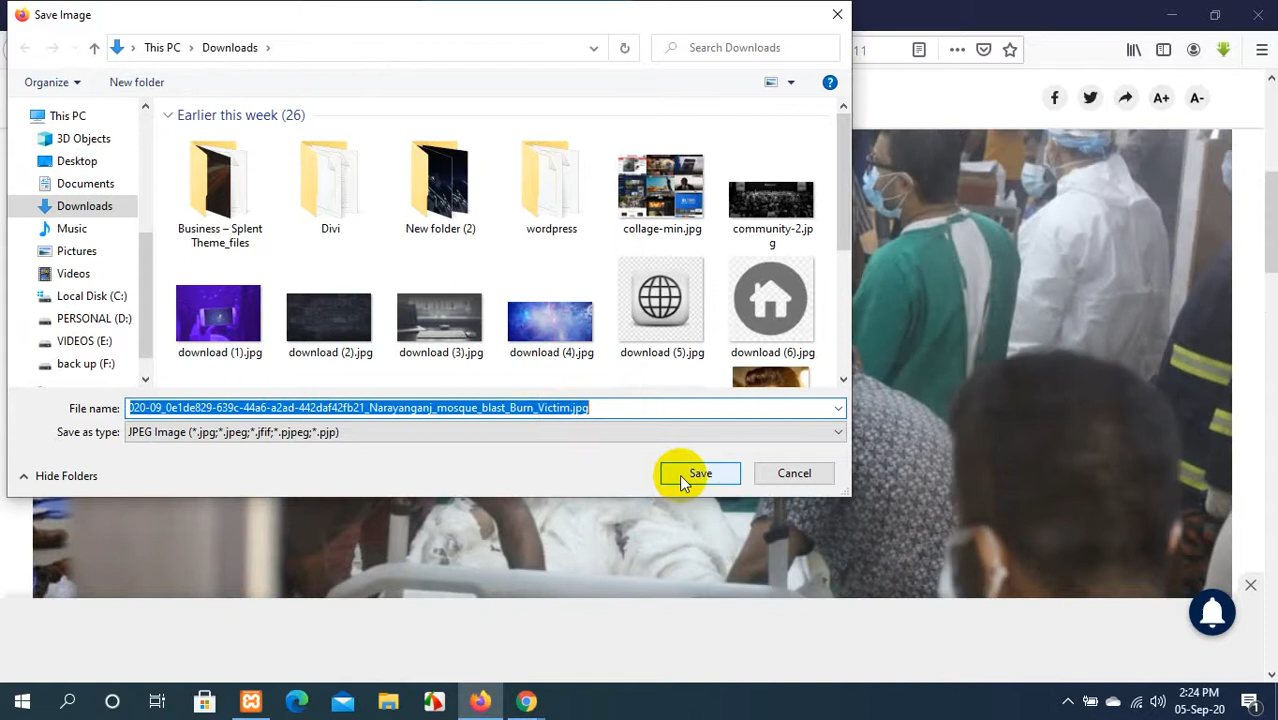 Save Image
This PC
Downloads
Search Downloads
11
Organize
New folder
A+
A-
This PC
3D Objects
Desktop
Documents
Downloads
Music
Pictures
Videos
Local Disk (C:)
PERSONAL (D:)
VIDEOS (E:)
back up (F:)
Earlier this week (26)
Business – Splent
Theme_files
Divi
New folder (2)
wordpress
collage-min.jpg
community-2.jp
g
download (1).jpg
download (2).jpg
download (3).jpg
download (4).jpg
download (5).jpg
download (6).jpg
File name:
020-09_0e1de829-639c-44a6-a2ad-442daf42fb21_Narayanganj_mosque_blast_Burn_Victim.jpg
Save as type:
JPEG Image (*.jpg;*.jpeg;*.jfif;*.pjpeg;*.pjp)
Hide Folders
Save
Cancel
2:24 PM
05-Sep-20
1